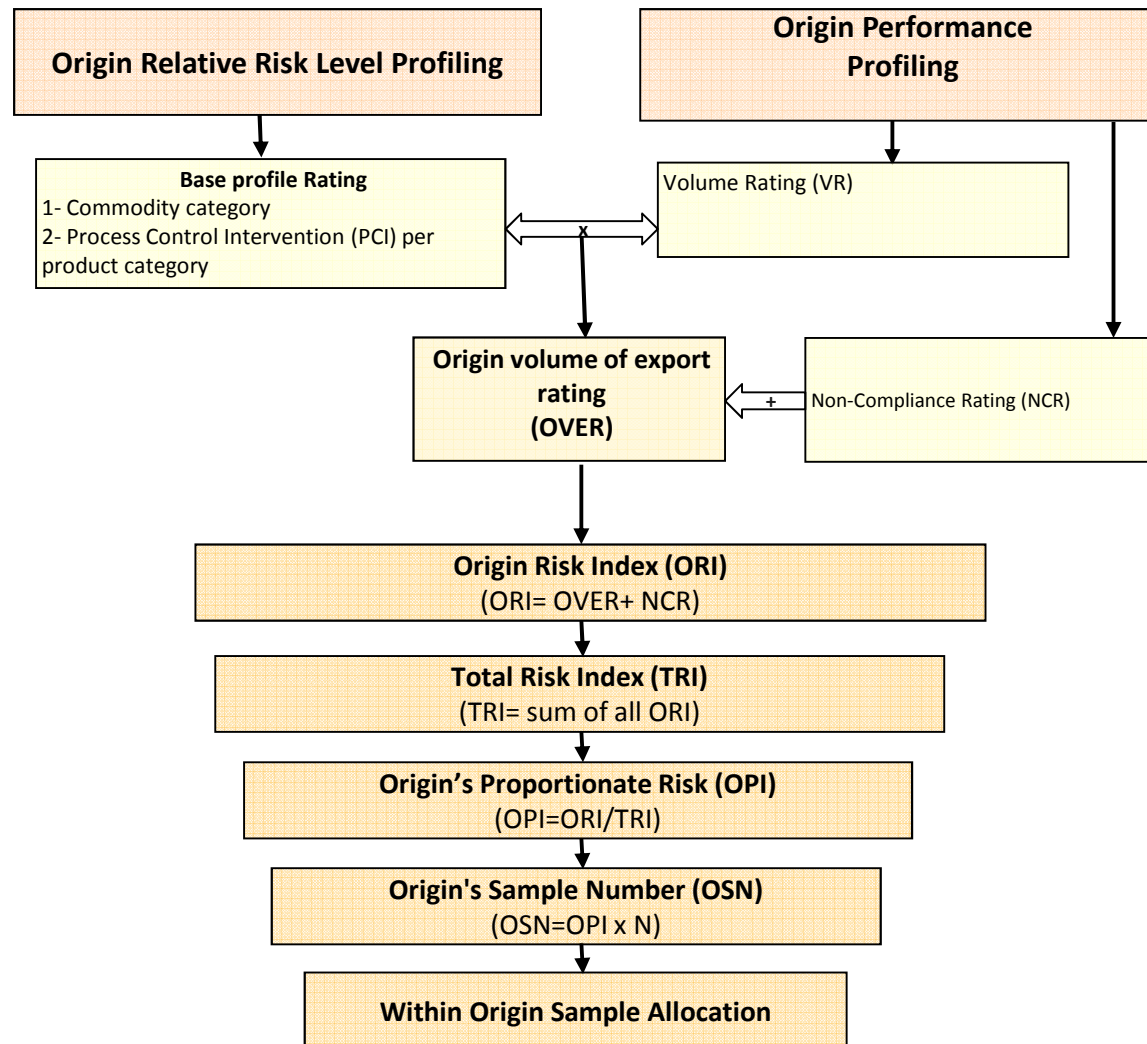 Origin Relative Risk Level Profiling
Origin Performance
Profiling
Base profile Rating
1- Commodity category
2- Process Control Intervention (PCI) per
product category
x
Volume Rating (VR)
Origin volume of export
rating
(OVER)
+
Non-Compliance Rating (NCR)
Origin Risk Index (ORI)
(ORI= OVER+ NCR)
Total Risk Index (TRI)
(TRI= sum of all ORI)
Origin’s Proportionate Risk (OPI)
(OPI=ORI/TRI)
Origin's Sample Number (OSN)
(OSN=OPI x N)
Within Origin Sample Allocation